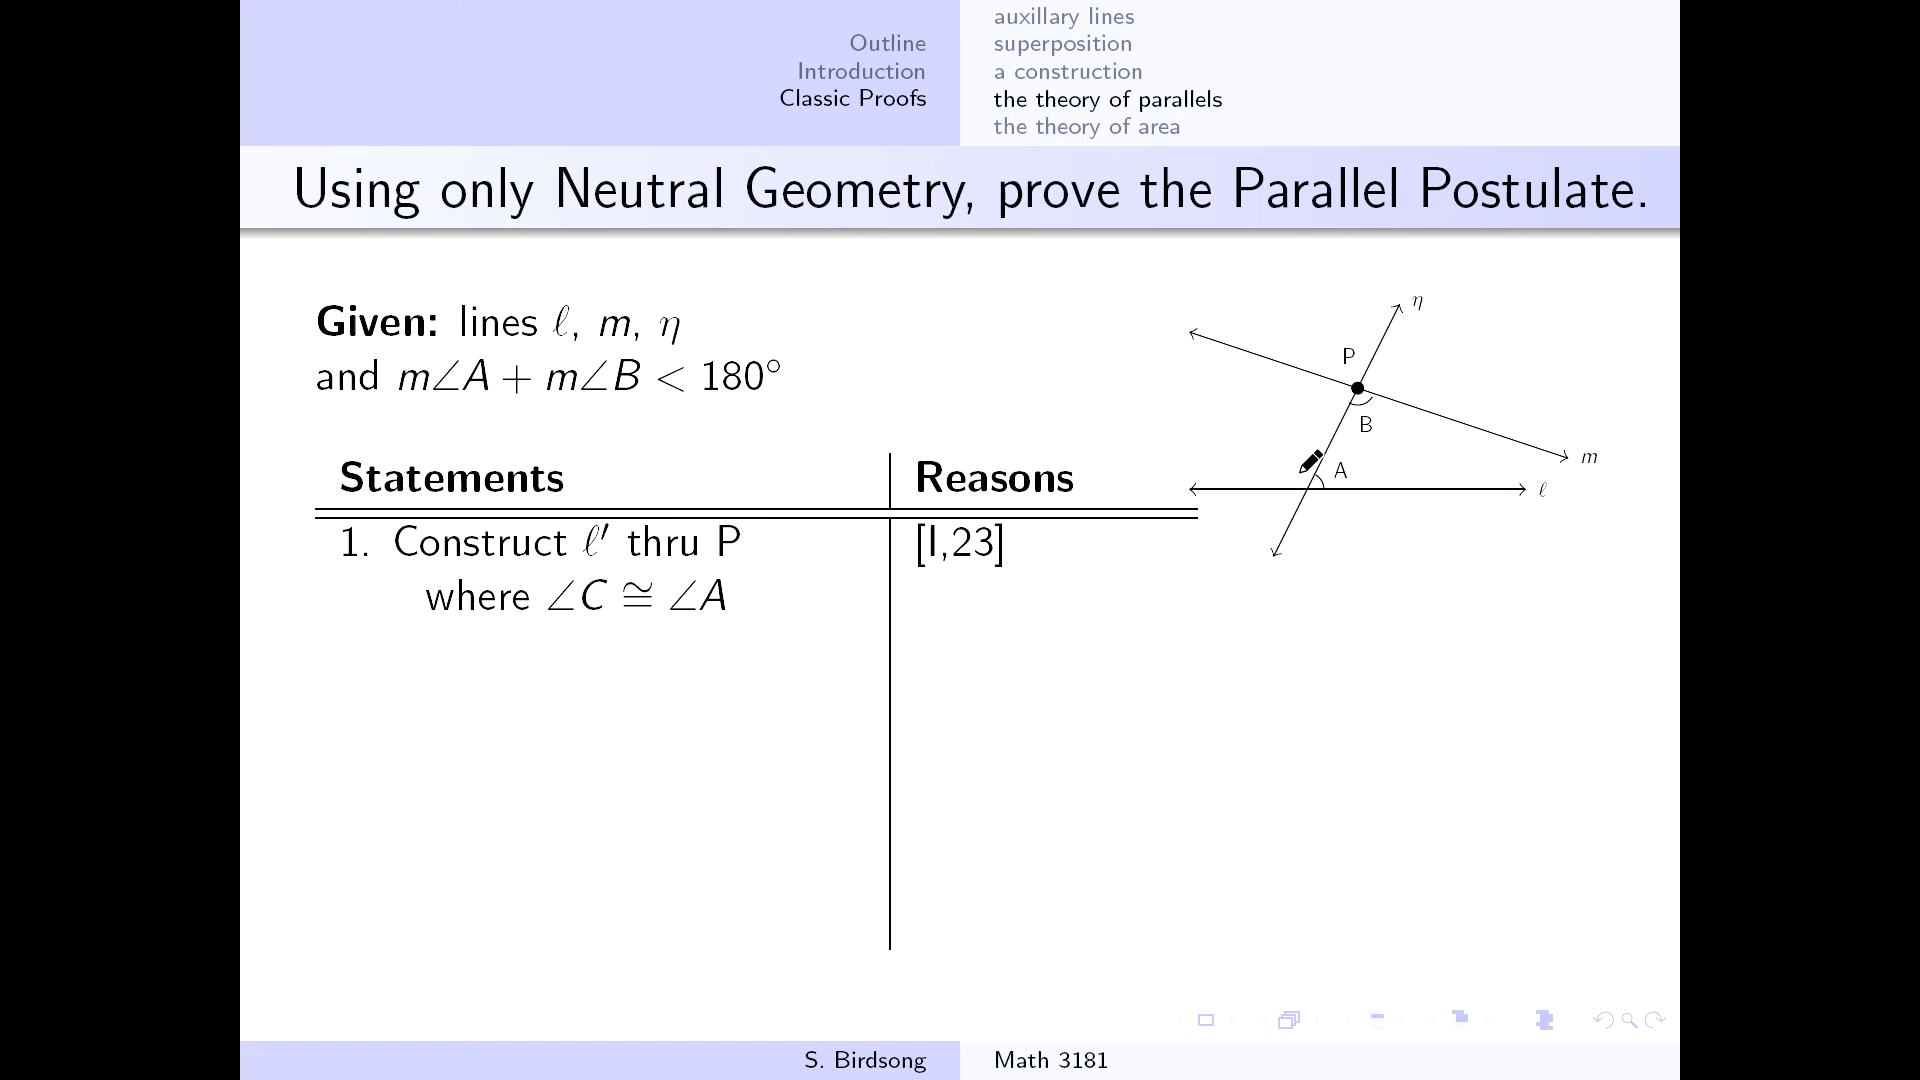 Outline
Introduction
Classic Proofs
auxillary lines
superposition
a construction
the theory of parallels
the theory of area
Using only Neutral Geometry, prove the Parallel Postulate.
Given: lines ℓ, m, η
and m∠A + m∠B < 180°
Statements
Reasons
1. Construct ℓ′ thru P
[I,23]
where ∠C ≅ ∠A
η
P
B
m
A
ℓ
S. Birdsong
Math 3181